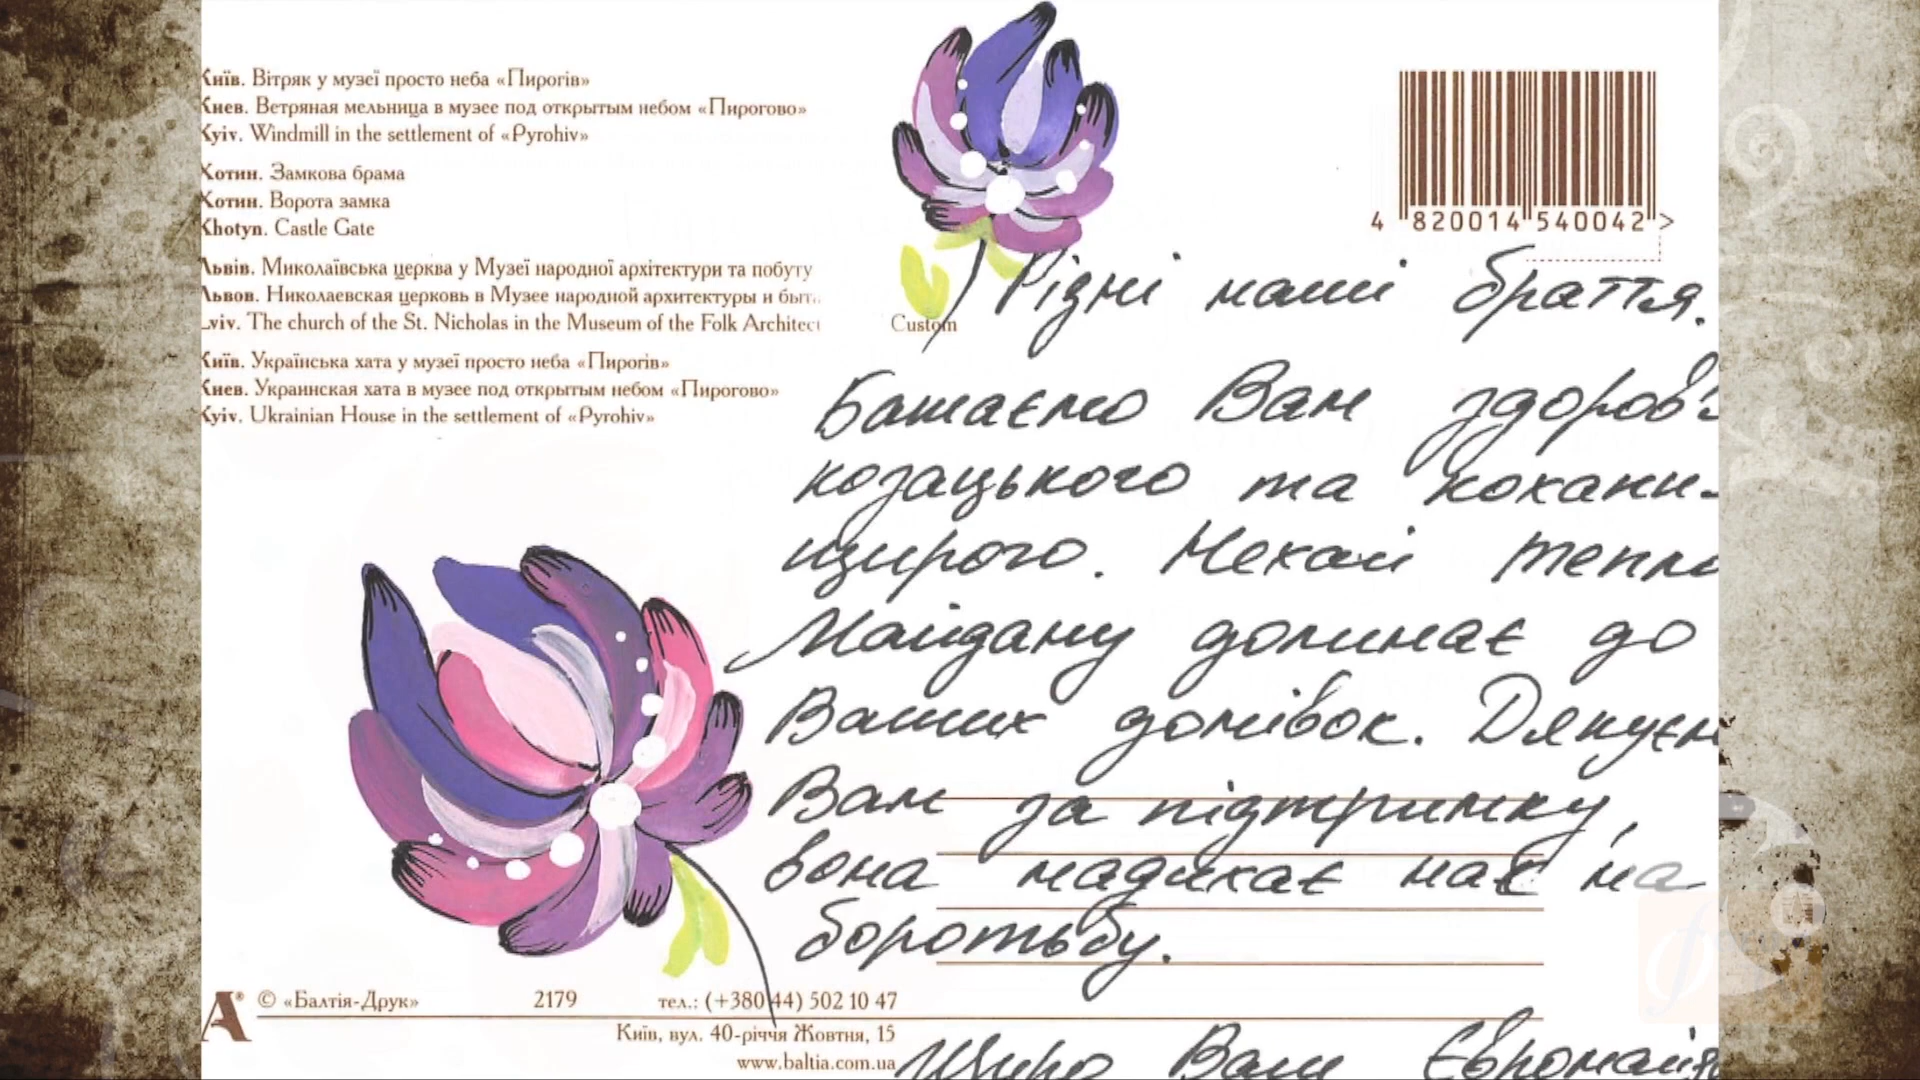 Київ. Вітряк у музеї просто неба «Пирогів»
Киев. Ветряная мельница в музее под открытым небом «Пирогово»
Kyiv. Windmill in the settlement of «Pyrohiv»
Хотин. Замкова брама
Хотин. Ворота замка
Khotyn. Castle Gate
Львів. Миколаївська церква у Музеї народної архітектури та побуту
Львов. Николаевская церковь в Музее народной архитектуры и быт
Lviv. The church of the St. Nicholas in the Museum of the Folk Architect
Custom
Київ. Українська хата у музеї просто неба «Пирогів»
Киев. Украинская хата в музее под открытым небом «Пирогово»
Kyiv. Ukrainian House in the settlement of «Pyrohiv»
4 820014 540042 >
Рідні наші браття.
Бажаємо Вам здоров'
козацького та кохання
щирого. Нехай тепло
Майдану долинає до
Ваших домівок. Дякуєм
Вам за підтримку,
вона надихає нас на
боротьбу.
Щиро Ваш Євромайд
© «Балтія-Друк» 2179 тел.: (+380 44) 502 10 47
Київ, вул. 40-річчя Жовтня, 15
www.baltia.com.ua